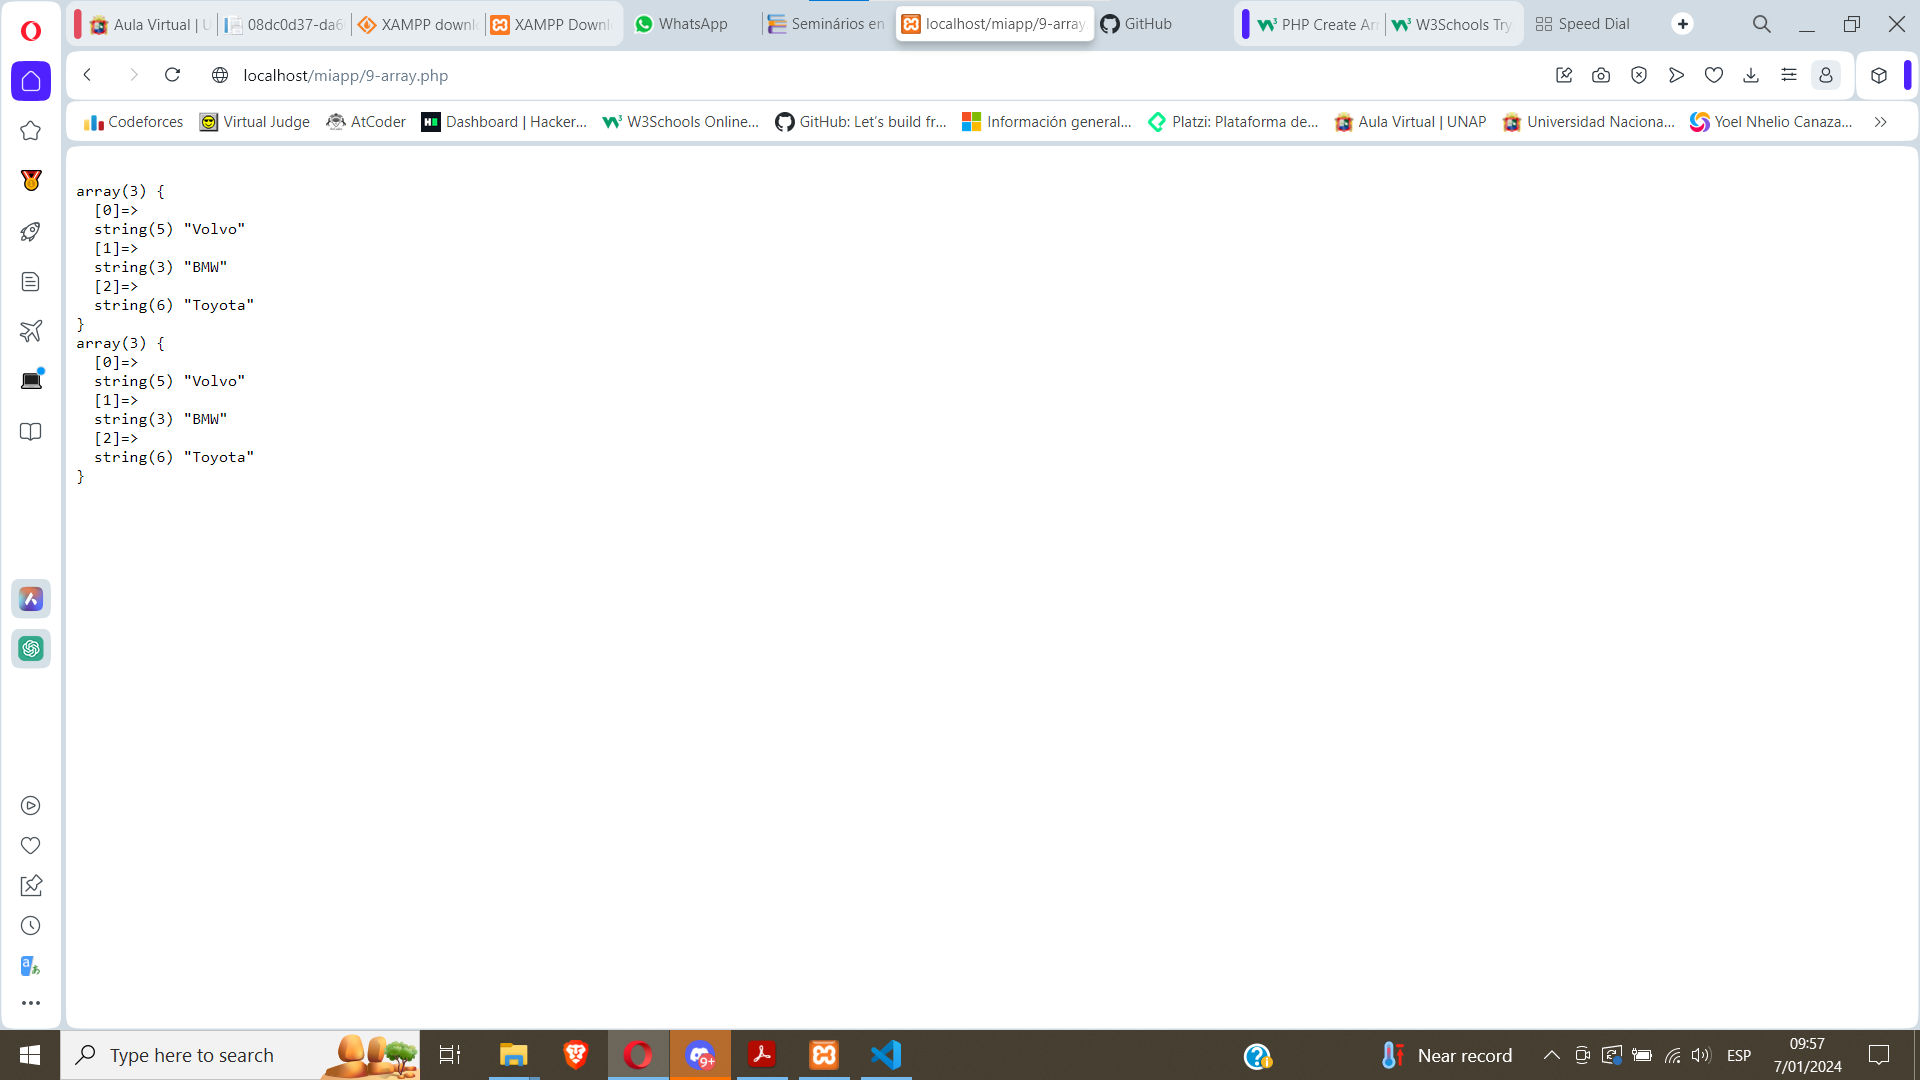 Aula Virtual | U
08dc0d37-da6
XAMPP downl
XAMPP Downl
WhatsApp
Seminários en
localhost/miapp/9-array.
GitHub
PHP Create Arr
W3Schools Try
Speed Dial
localhost/miapp/9-array.php
Codeforces
Virtual Judge
AtCoder
Dashboard | Hacker...
W3Schools Online...
GitHub: Let's build fr...
Información general...
Platzi: Plataforma de...
Aula Virtual | UNAP
Universidad Naciona...
Yoel Nhelio Canaza...
array(3) {
  [0]=>
  string(5) "Volvo"
  [1]=>
  string(3) "BMW"
  [2]=>
  string(6) "Toyota"
}
array(3) {
  [0]=>
  string(5) "Volvo"
  [1]=>
  string(3) "BMW"
  [2]=>
  string(6) "Toyota"
}
Type here to search
9+
Near record
ESP
09:57
7/01/2024